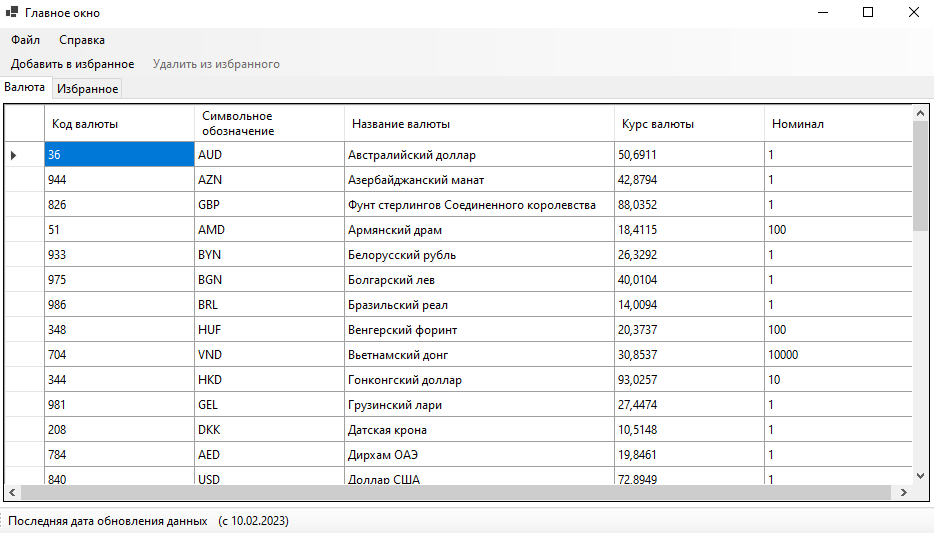 Главное окно
Файл Справка
Добавить в избранное Удалить из избранного
Валюта Избранное
Код валюты Символьное обозначение Название валюты Курс валюты Номинал
36 AUD Австралийский доллар 50,6911 1
944 AZN Азербайджанский манат 42,8794 1
826 GBP Фунт стерлингов Соединенного королевства 88,0352 1
51 AMD Армянский драм 18,4115 100
933 BYN Белорусский рубль 26,3292 1
975 BGN Болгарский лев 40,0104 1
986 BRL Бразильский реал 14,0094 1
348 HUF Венгерский форинт 20,3737 100
704 VND Вьетнамский донг 30,8537 10000
344 HKD Гонконгский доллар 93,0257 10
981 GEL Грузинский лари 27,4474 1
208 DKK Датская крона 10,5148 1
784 AED Дирхам ОАЭ 19,8461 1
840 USD Доллар США 72,8949 1
Последняя дата обновления данных (с 10.02.2023)